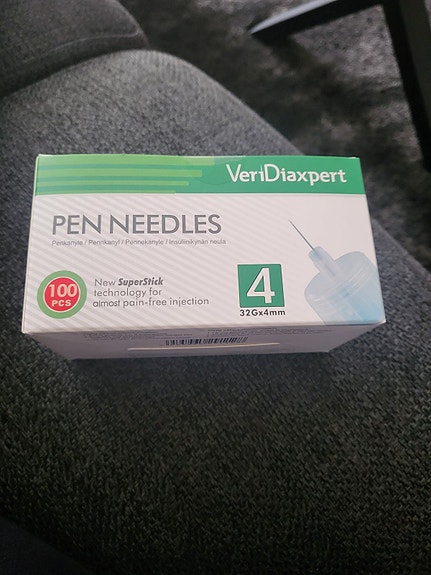 VeriDiaxpert
PEN NEEDLES
Penkanyle / Pennkanyl / Pennekanyle / Insuliinikynän neula
100
PCS
New SuperStick
technology for
almost pain-free injection
4
32Gx4mm